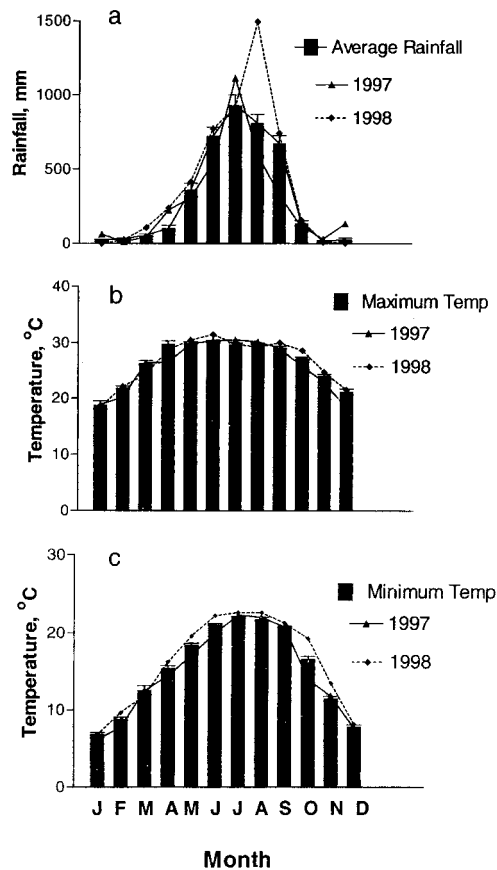 a
1500
1000
500
0
Rainfall, mm
Average Rainfall
1997
1998
b
40
30
20
10
0
Temperature, °C
Maximum Temp
1997
1998
c
30
20
10
0
Temperature, °C
Minimum Temp
1997
1998
J F M A M J J A S O N D
Month